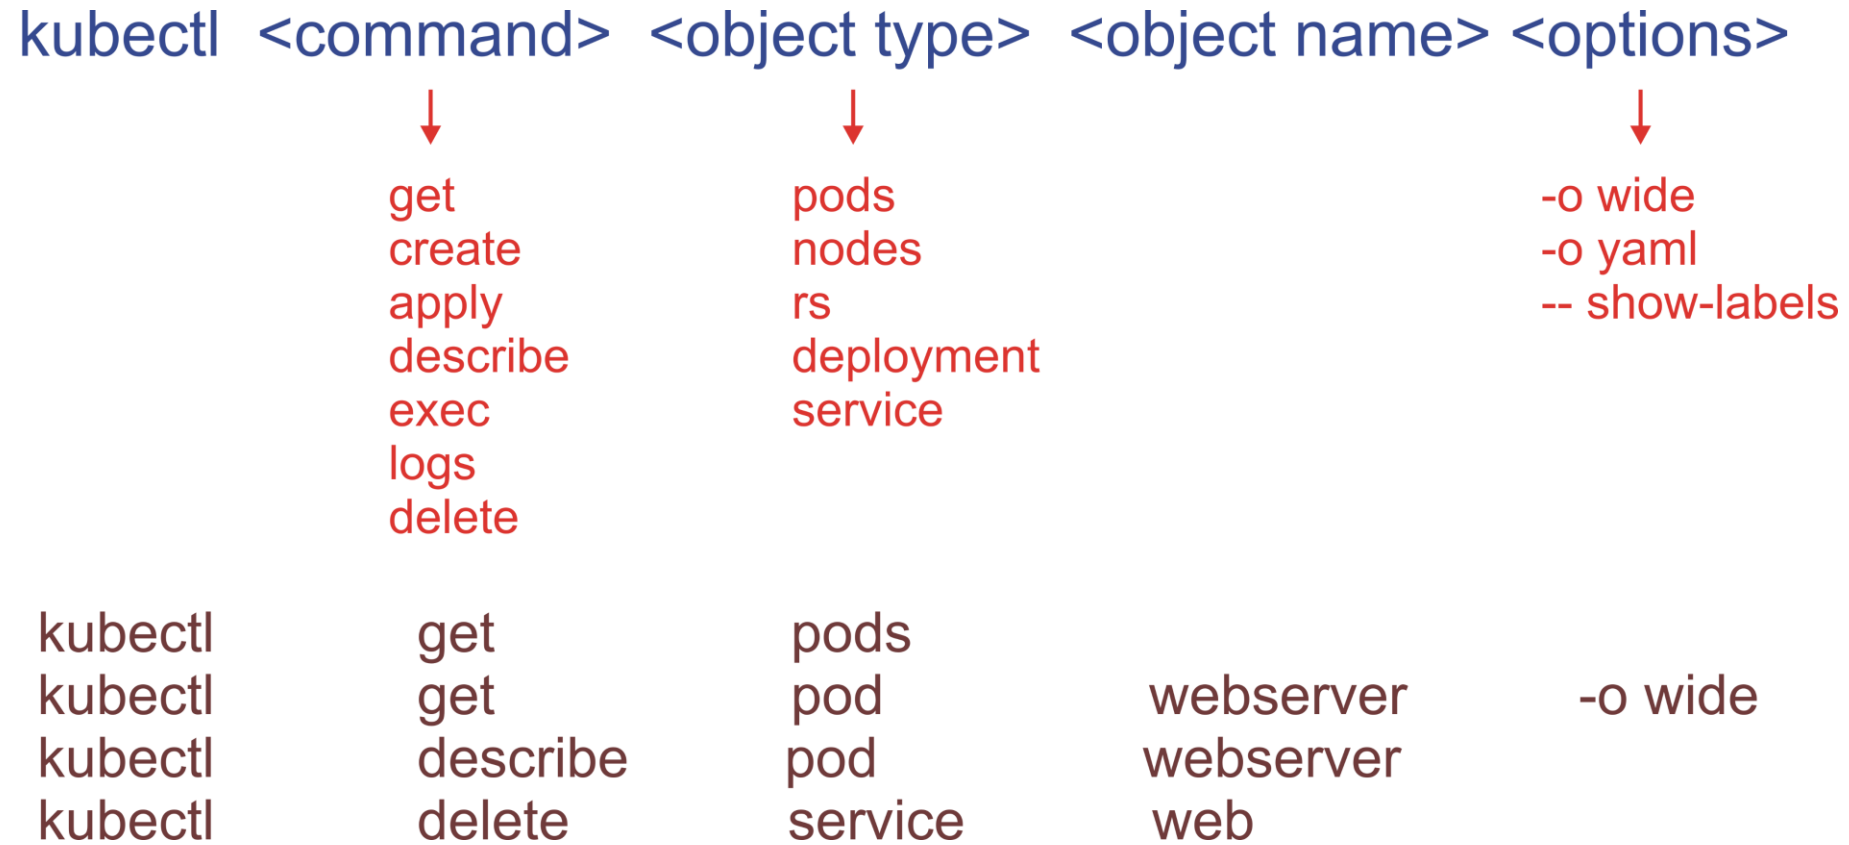 kubectl <command> <object type> <object name> <options>
get pods -o wide
create nodes -o yaml
apply rs -- show-labels
describe deployment
exec service
logs
delete
kubectl get pods
kubectl get pod webserver -o wide
kubectl describe pod webserver
kubectl delete service web